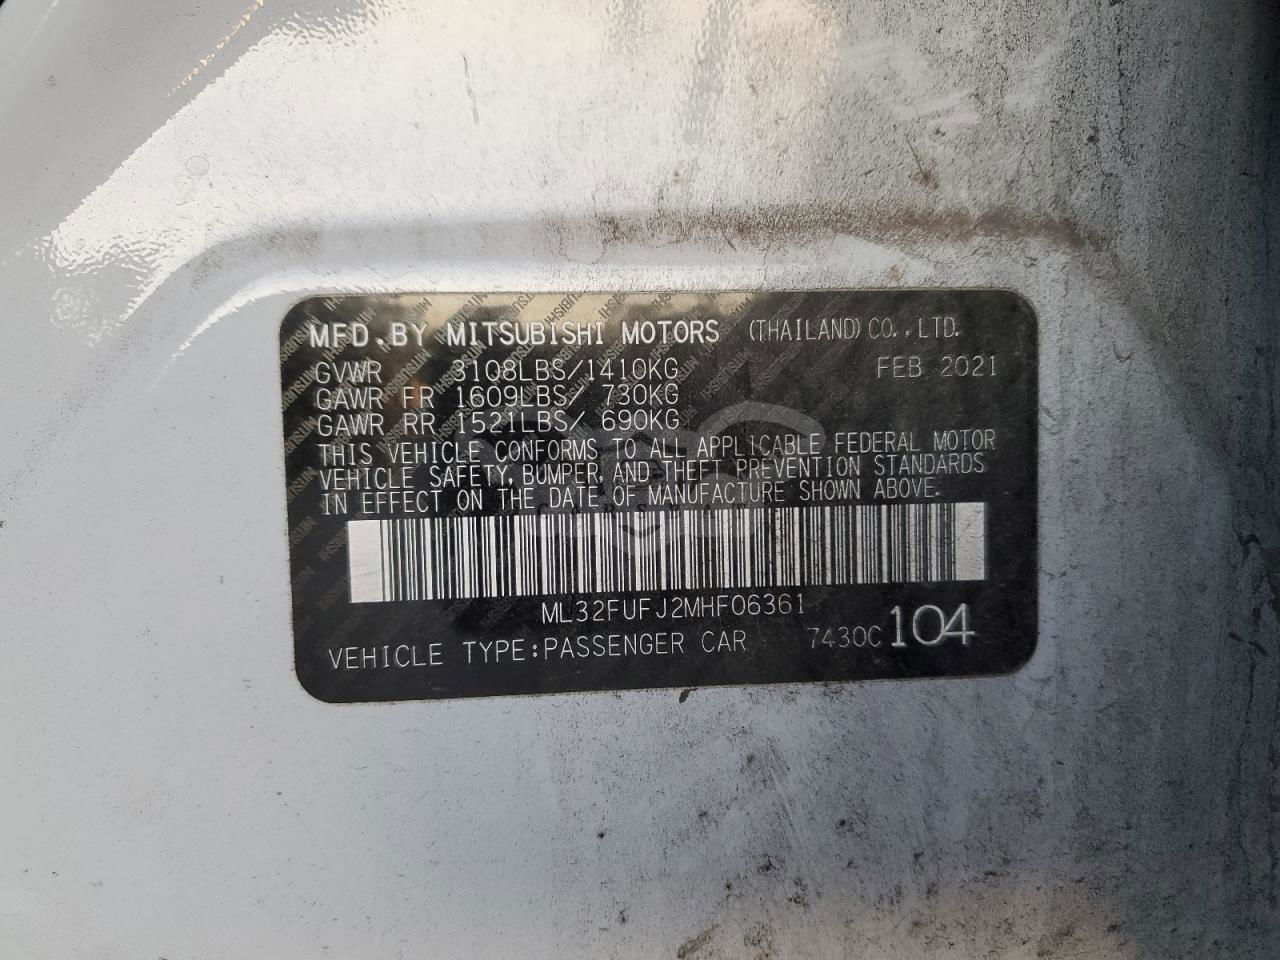 MFD.BY MITSUBISHI MOTORS (THAILAND)CO.,LTD.
GVWR 3108LBS/1410KG FEB 2021
GAWR FR 1609LBS/ 730KG
GAWR RR 1521LBS/ 690KG
THIS VEHICLE CONFORMS TO ALL APPLICABLE FEDERAL MOTOR
VEHICLE SAFETY, BUMPER, AND THEFT PREVENTION STANDARDS
IN EFFECT ON THE DATE OF MANUFACTURE SHOWN ABOVE.
ML32FUFJ2MHF06361
VEHICLE TYPE:PASSENGER CAR 7430C 104